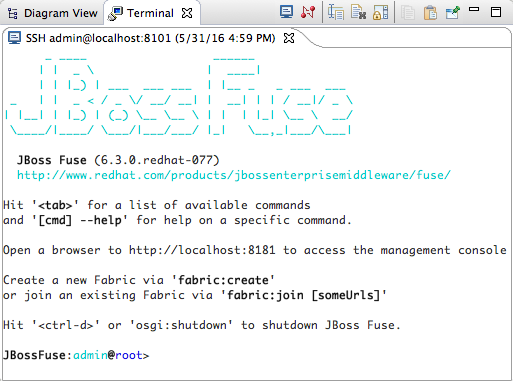 Diagram View Terminal
SSH admin@localhost:8101 (5/31/16 4:59 PM)
JBoss Fuse
JBoss Fuse (6.3.0.redhat-077)
http://www.redhat.com/products/jbossenterprisemiddleware/fuse/
Hit '<tab>' for a list of available commands
and '[cmd] --help' for help on a specific command.
Open a browser to http://localhost:8181 to access the management console
Create a new Fabric via 'fabric:create'
or join an existing Fabric via 'fabric:join [someUrls]'
Hit '<ctrl-d>' or 'osgi:shutdown' to shutdown JBoss Fuse.
JBossFuse:admin@root>